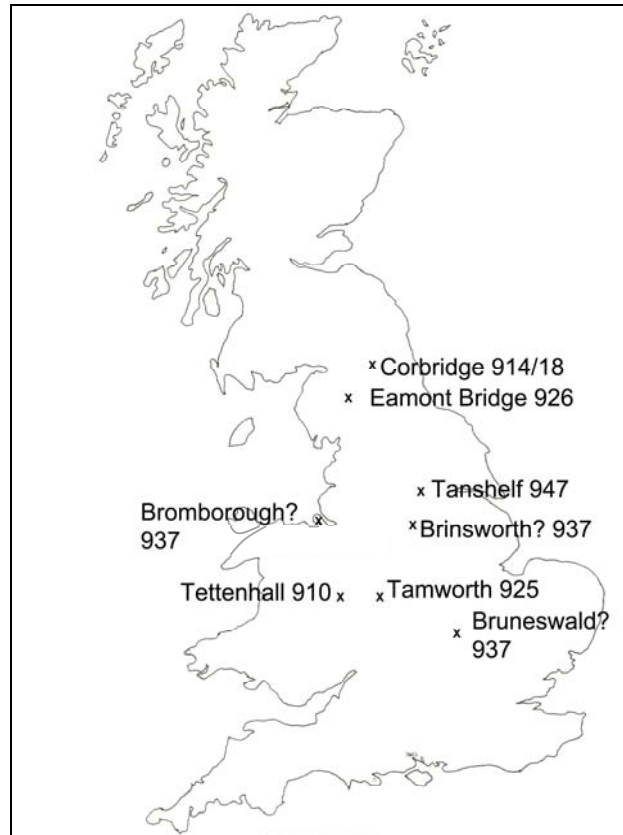 Corbridge 914/18
Eamont Bridge 926
Tanshelf 947
Bromborough?
937
Brinsworth? 937
Tettenhall 910
Tamworth 925
Bruneswald?
937